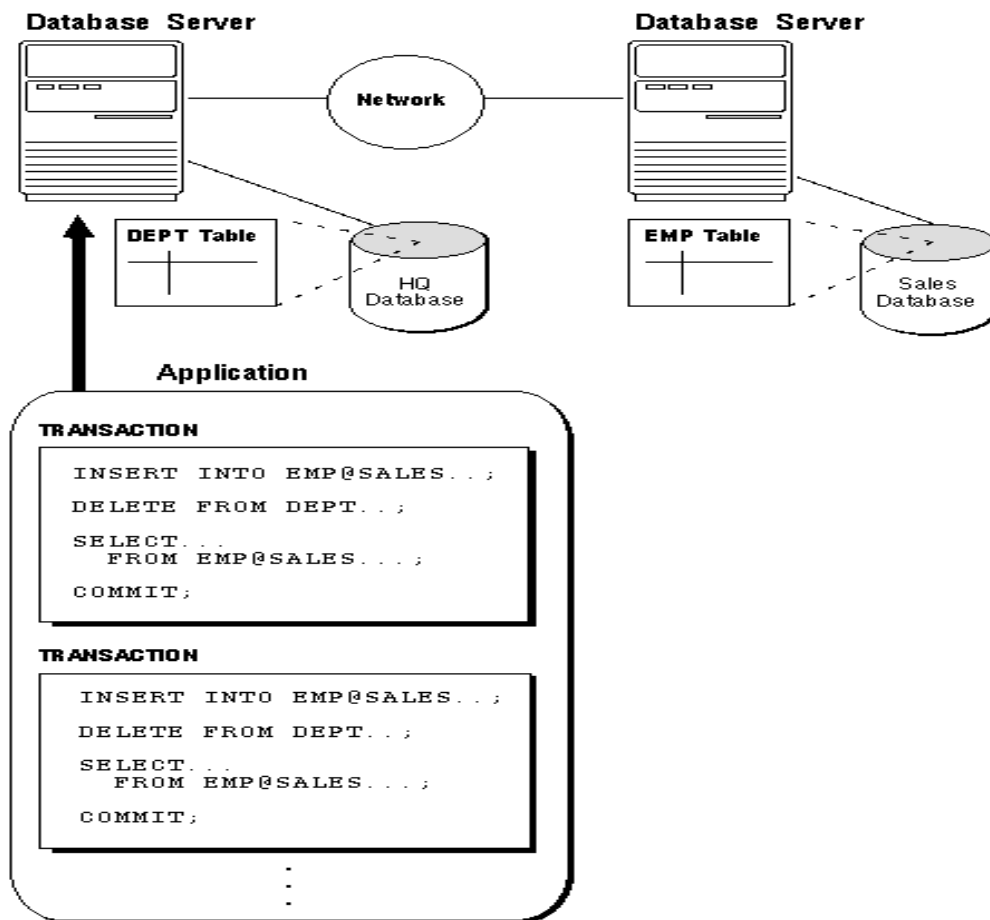 Database Server
Database Server
Network
DEPT Table
HQ
Database
EMP Table
Sales
Database
Application
TRANSACTION
INSERT INTO EMP@SALES..;
DELETE FROM DEPT..;
SELECT...
FROM EMP@SALES...;
COMMIT;
TRANSACTION
INSERT INTO EMP@SALES..;
DELETE FROM DEPT..;
SELECT...
FROM EMP@SALES...;
COMMIT;